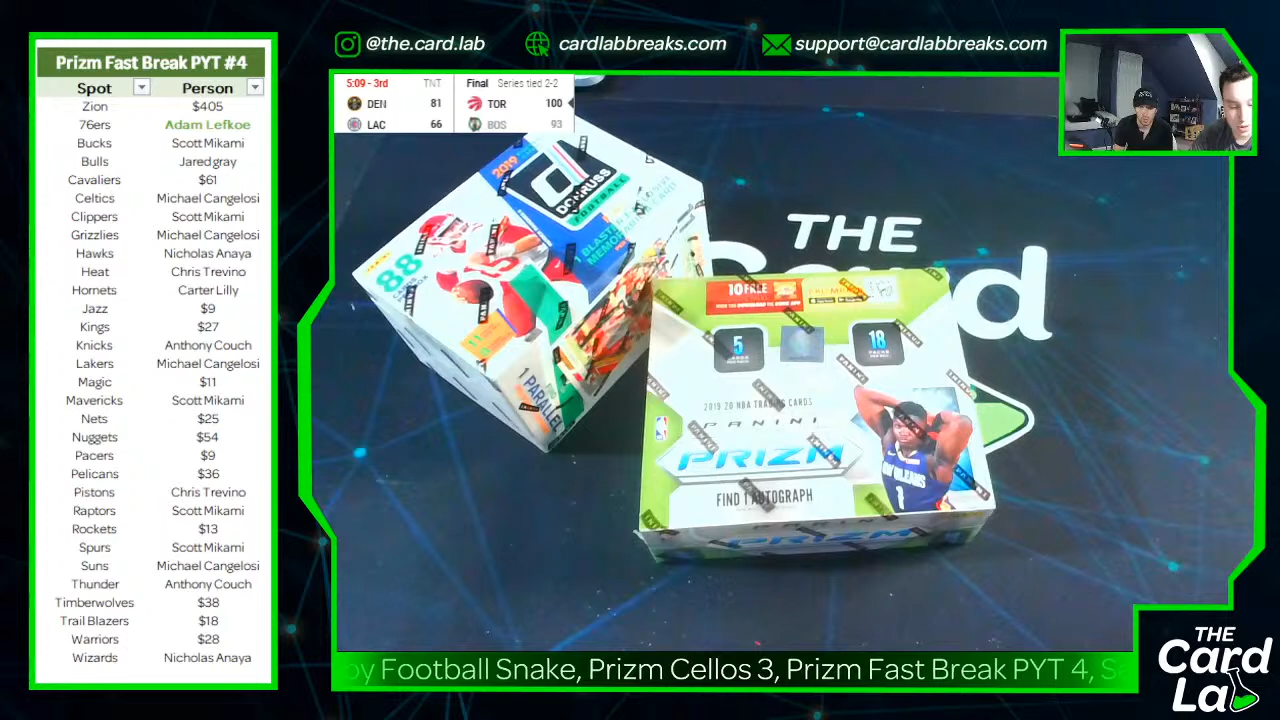 @the.card.lab
cardlabbreaks.com
support@cardlabbreaks.com
Prizm Fast Break PYT #4
Spot Person
Zion $405
76ers Adam Lefkoe
Bucks Scott Mikami
Bulls Jared gray
Cavaliers $61
Celtics Michael Cangelosi
Clippers Scott Mikami
Grizzlies Michael Cangelosi
Hawks Nicholas Anaya
Heat Chris Trevino
Hornets Carter Lilly
Jazz $9
Kings $27
Knicks Anthony Couch
Lakers Michael Cangelosi
Magic $11
Mavericks Scott Mikami
Nets $25
Nuggets $54
Pacers $9
Pelicans $36
Pistons Chris Trevino
Raptors Scott Mikami
Rockets $13
Spurs Scott Mikami
Suns Michael Cangelosi
Thunder Anthony Couch
Timberwolves $38
Trail Blazers $18
Warriors $28
Wizards Nicholas Anaya
5:09 - 3rd TNT
DEN 81
LAC 66
Final Series tied 2-2
TOR 100
BOS 93
2019
DONRUSS
FOOTBALL
88
1 PARALLEL
THE
Card
10 FREE
5
18
2019-20 NBA TRADING CARDS
PANINI
PRIZM
FIND 1 AUTOGRAPH
NEW ORLEANS
1
PRIZM
oy Football Snake, Prizm Cellos 3, Prizm Fast Break PYT 4, S
THE
Card
Lab